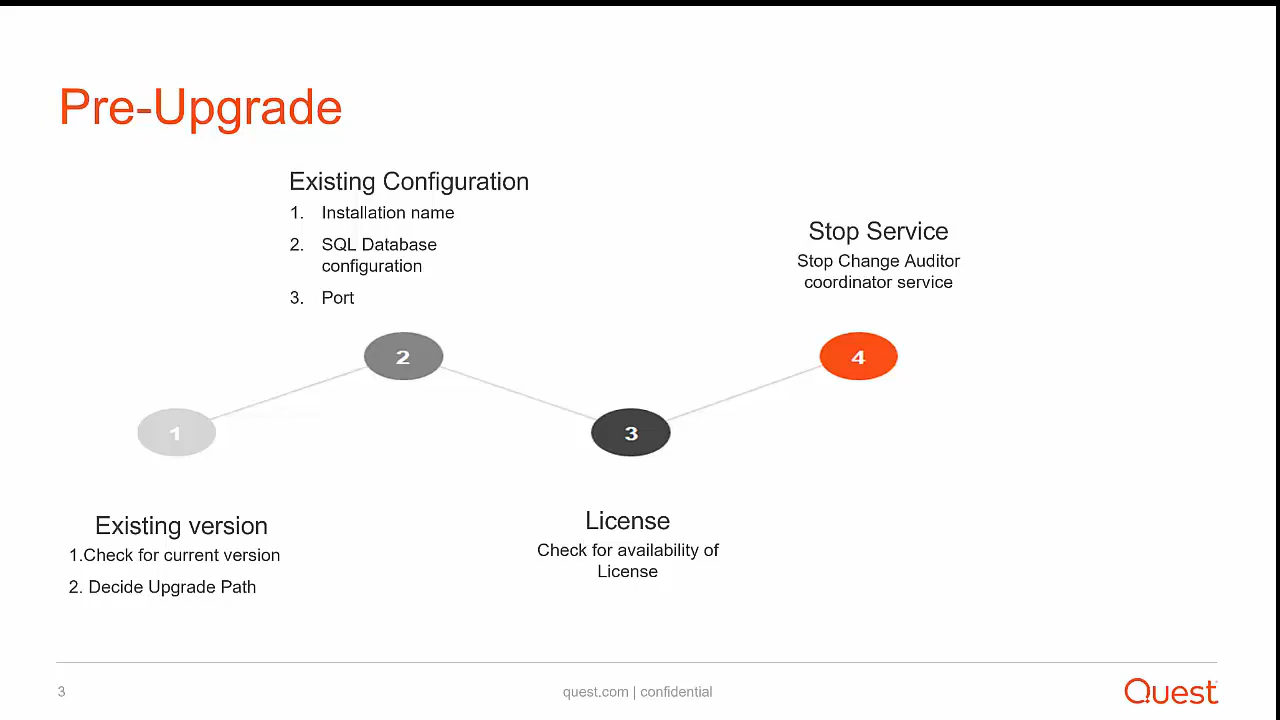 Pre-Upgrade
Existing Configuration
1. Installation name
2. SQL Database
configuration
3. Port
Stop Service
Stop Change Auditor
coordinator service
2
4
1
3
Existing version
1.Check for current version
2. Decide Upgrade Path
License
Check for availability of
License
3
quest.com | confidential
Quest